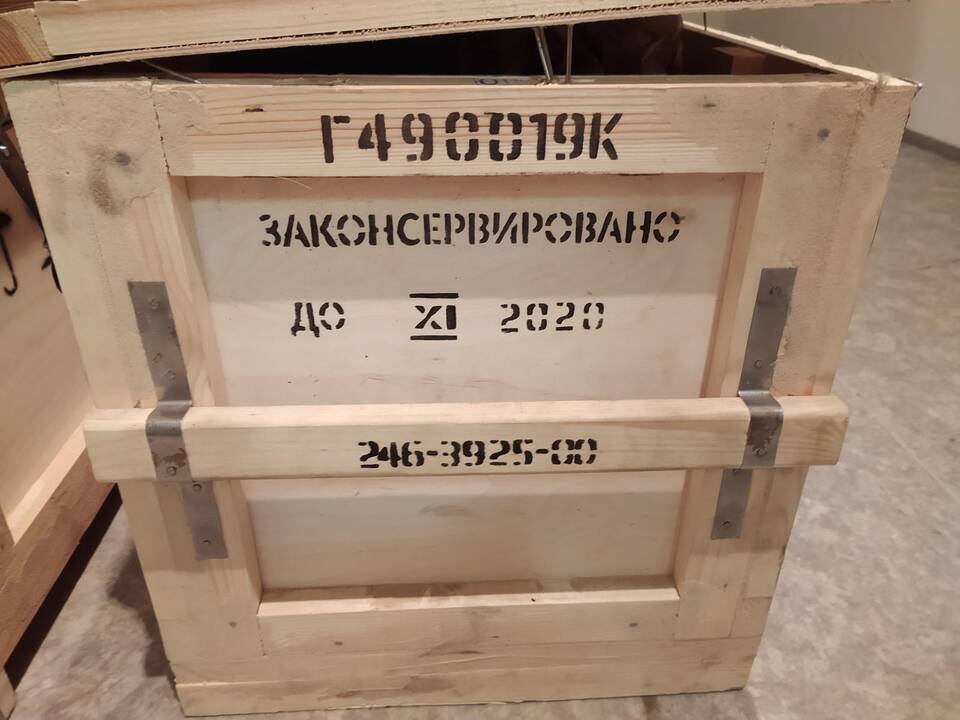 Г490019К
ЗАКОНСЕРВИРОВАНО
ДО XI 2020
246-3925-00